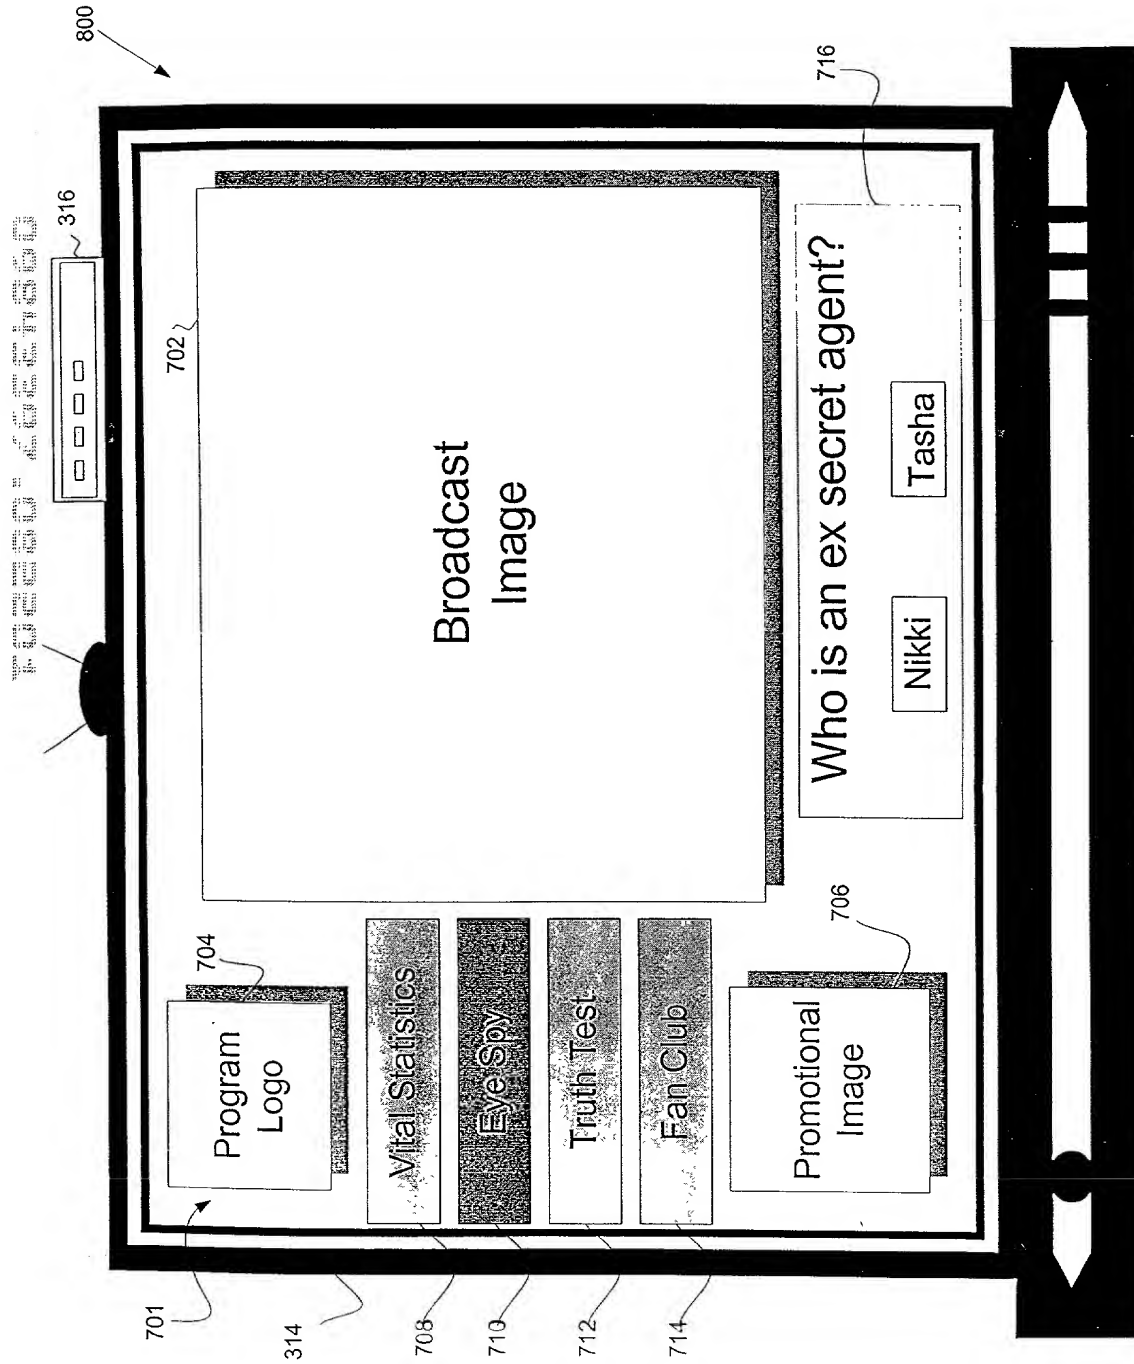 800
316
701
Program
Logo
704
702
Broadcast
Image
314
708
Vital Statistics
710
Eye Spy
712
Truth Test
714
Fan Club
Promotional
Image
706
Who is an ex secret agent?
716
Nikki
Tasha